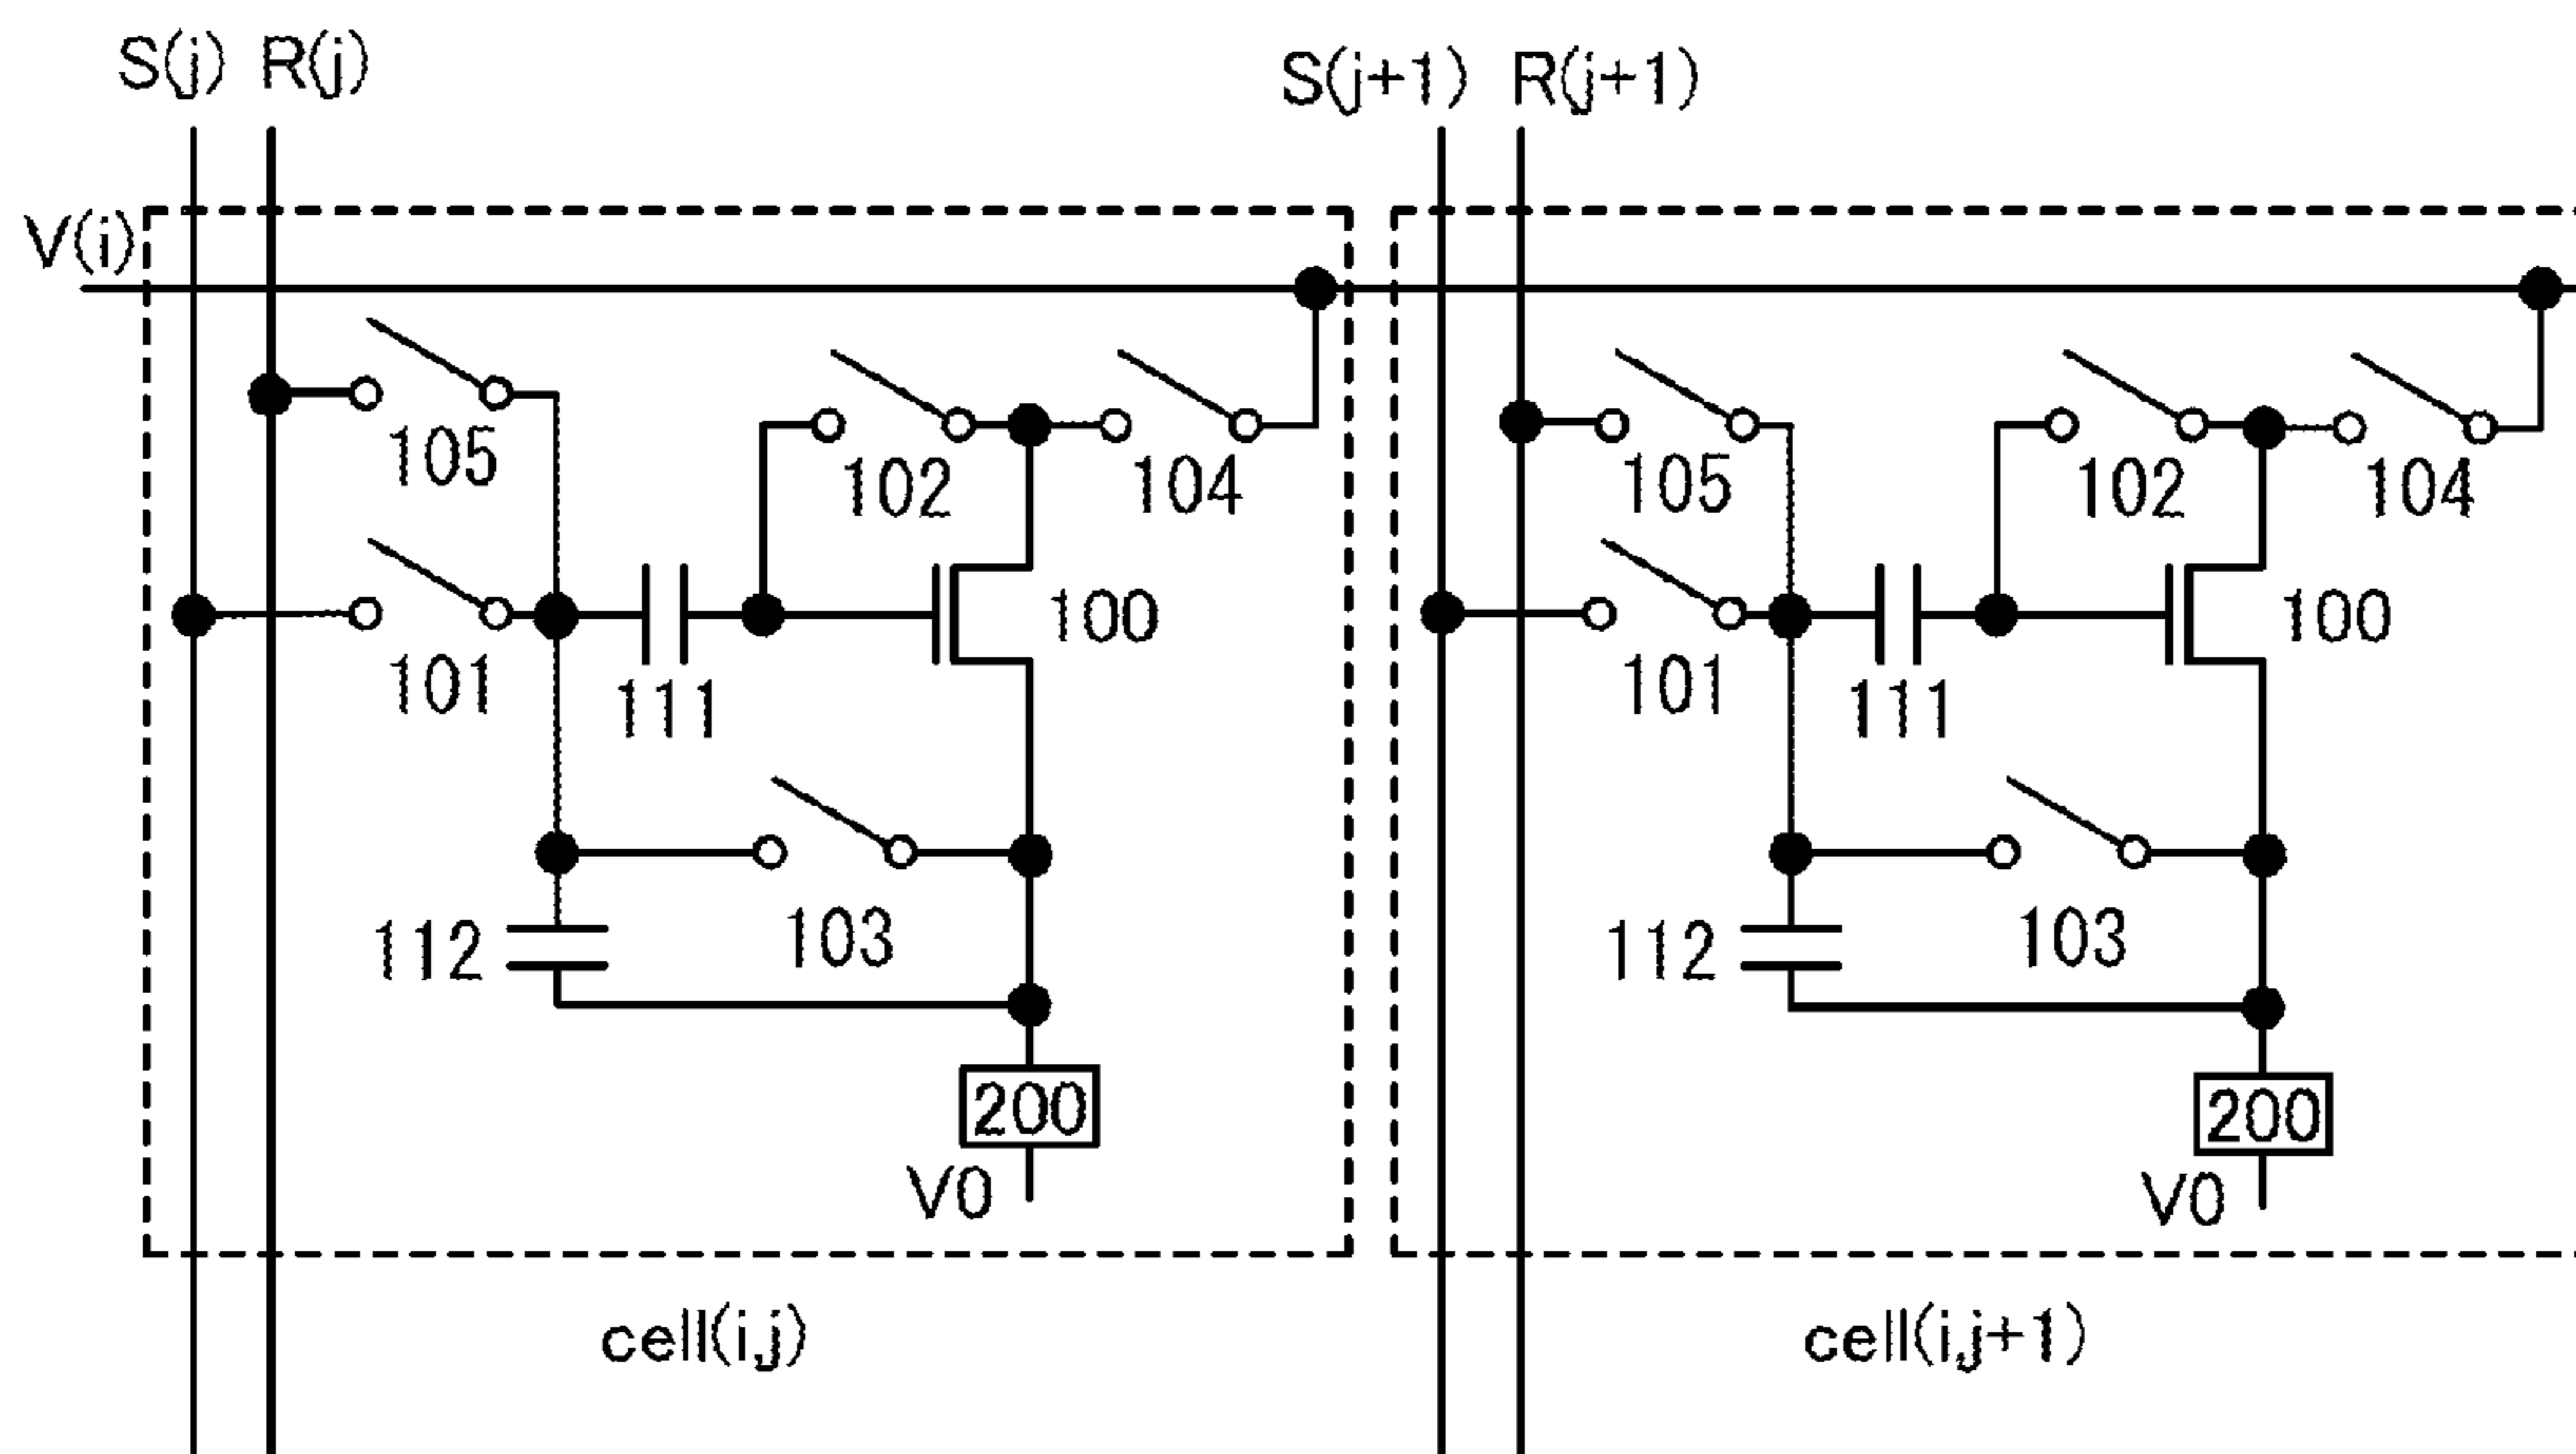 S(j) R(j) S(j+1) R(j+1)
V(i)
105 102 104 105 102 104
101 111 100 101 111 100
112 103 112 103
200 200
V0 V0
cell(i,j) cell(i,j+1)